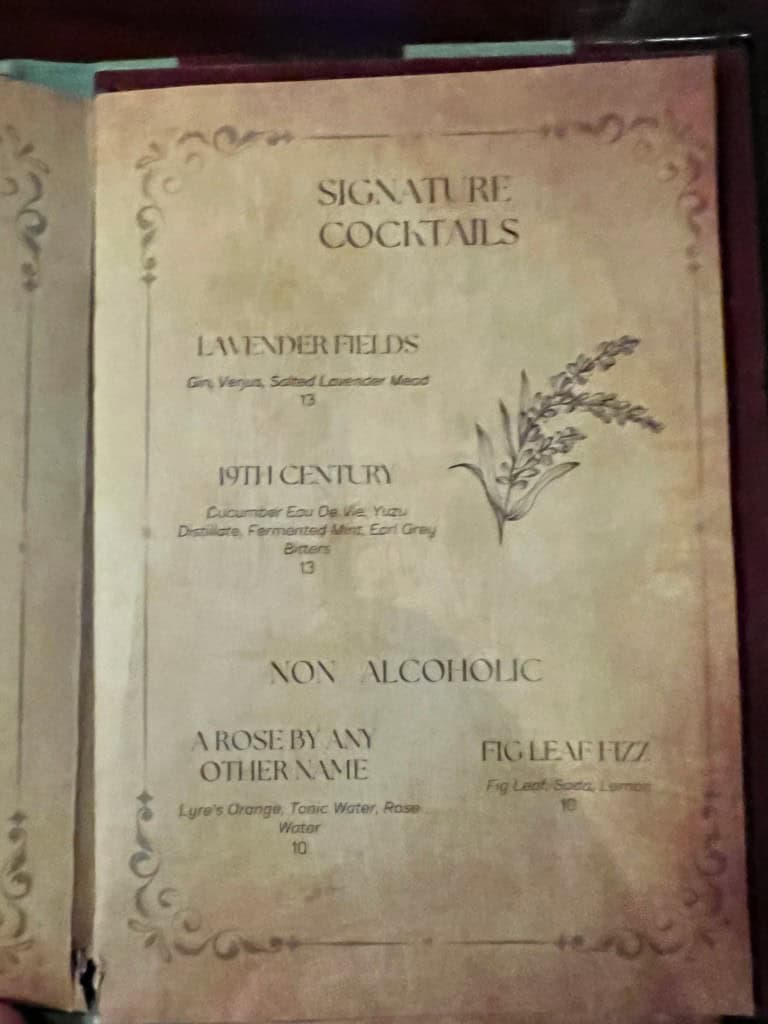 SIGNATURE
COCKTAILS
LAVENDER FIELDS
Gin, Verjus, Salted Lavender Mead
13
19TH CENTURY
Cucumber Eau De Vie, Yuzu
Distillate, Fermented Mint, Earl Grey
Bitters
13
NON ALCOHOLIC
A ROSE BY ANY
OTHER NAME
Lyre's Orange, Tonic Water, Rose
Water
10
FIG LEAF FIZZ
Fig Leaf, Soda, Lemon
10